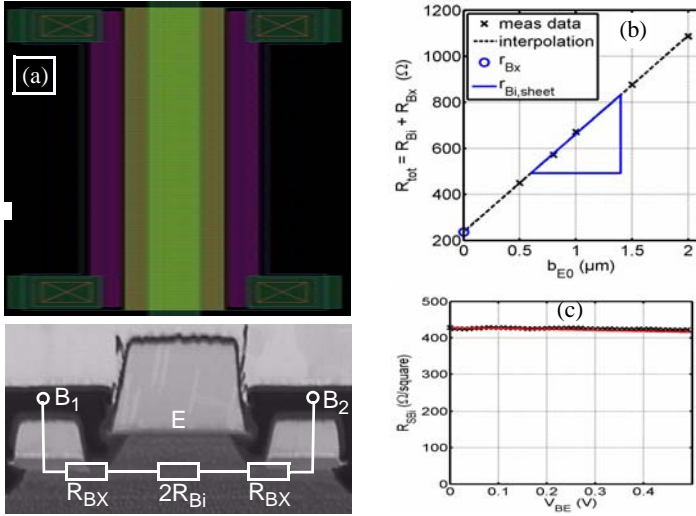 (a)
B1
B2
E
RBX
2RBi
RBX
(b)
1200
1000
800
600
400
200
Rtot = RBi + RBx (Ω)
× meas data
interpolation
rBx
rBi,sheet
0 0.5 1 1.5 2
bE0 (µm)
(c)
500
400
300
200
100
0
RSBi (Ω/square)
0 0.1 0.2 0.3 0.4
VBE (V)